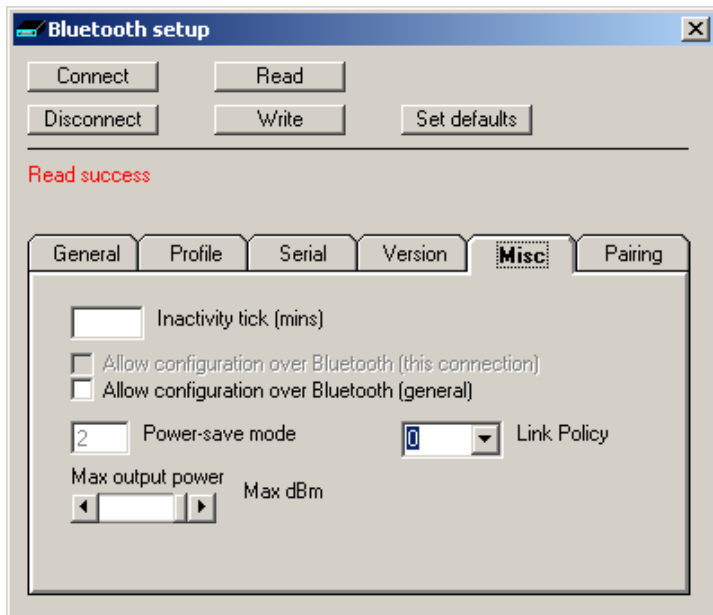 Bluetooth setup
Connect Read
Disconnect Write Set defaults
Read success
General Profile Serial Version Misc Pairing
Inactivity tick (mins)
Allow configuration over Bluetooth (this connection)
Allow configuration over Bluetooth (general)
2 Power-save mode 0 Link Policy
Max output power
Max dBm